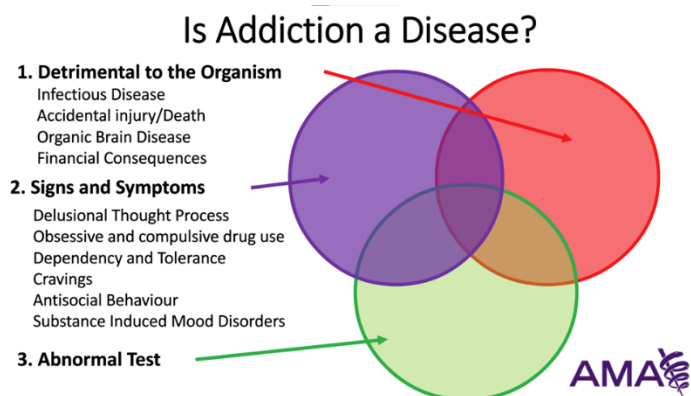 Is Addiction a Disease?
1. Detrimental to the Organism
Infectious Disease
Accidental injury/Death
Organic Brain Disease
Financial Consequences
2. Signs and Symptoms
Delusional Thought Process
Obsessive and compulsive drug use
Dependency and Tolerance
Cravings
Antisocial Behaviour
Substance Induced Mood Disorders
3. Abnormal Test
AMA